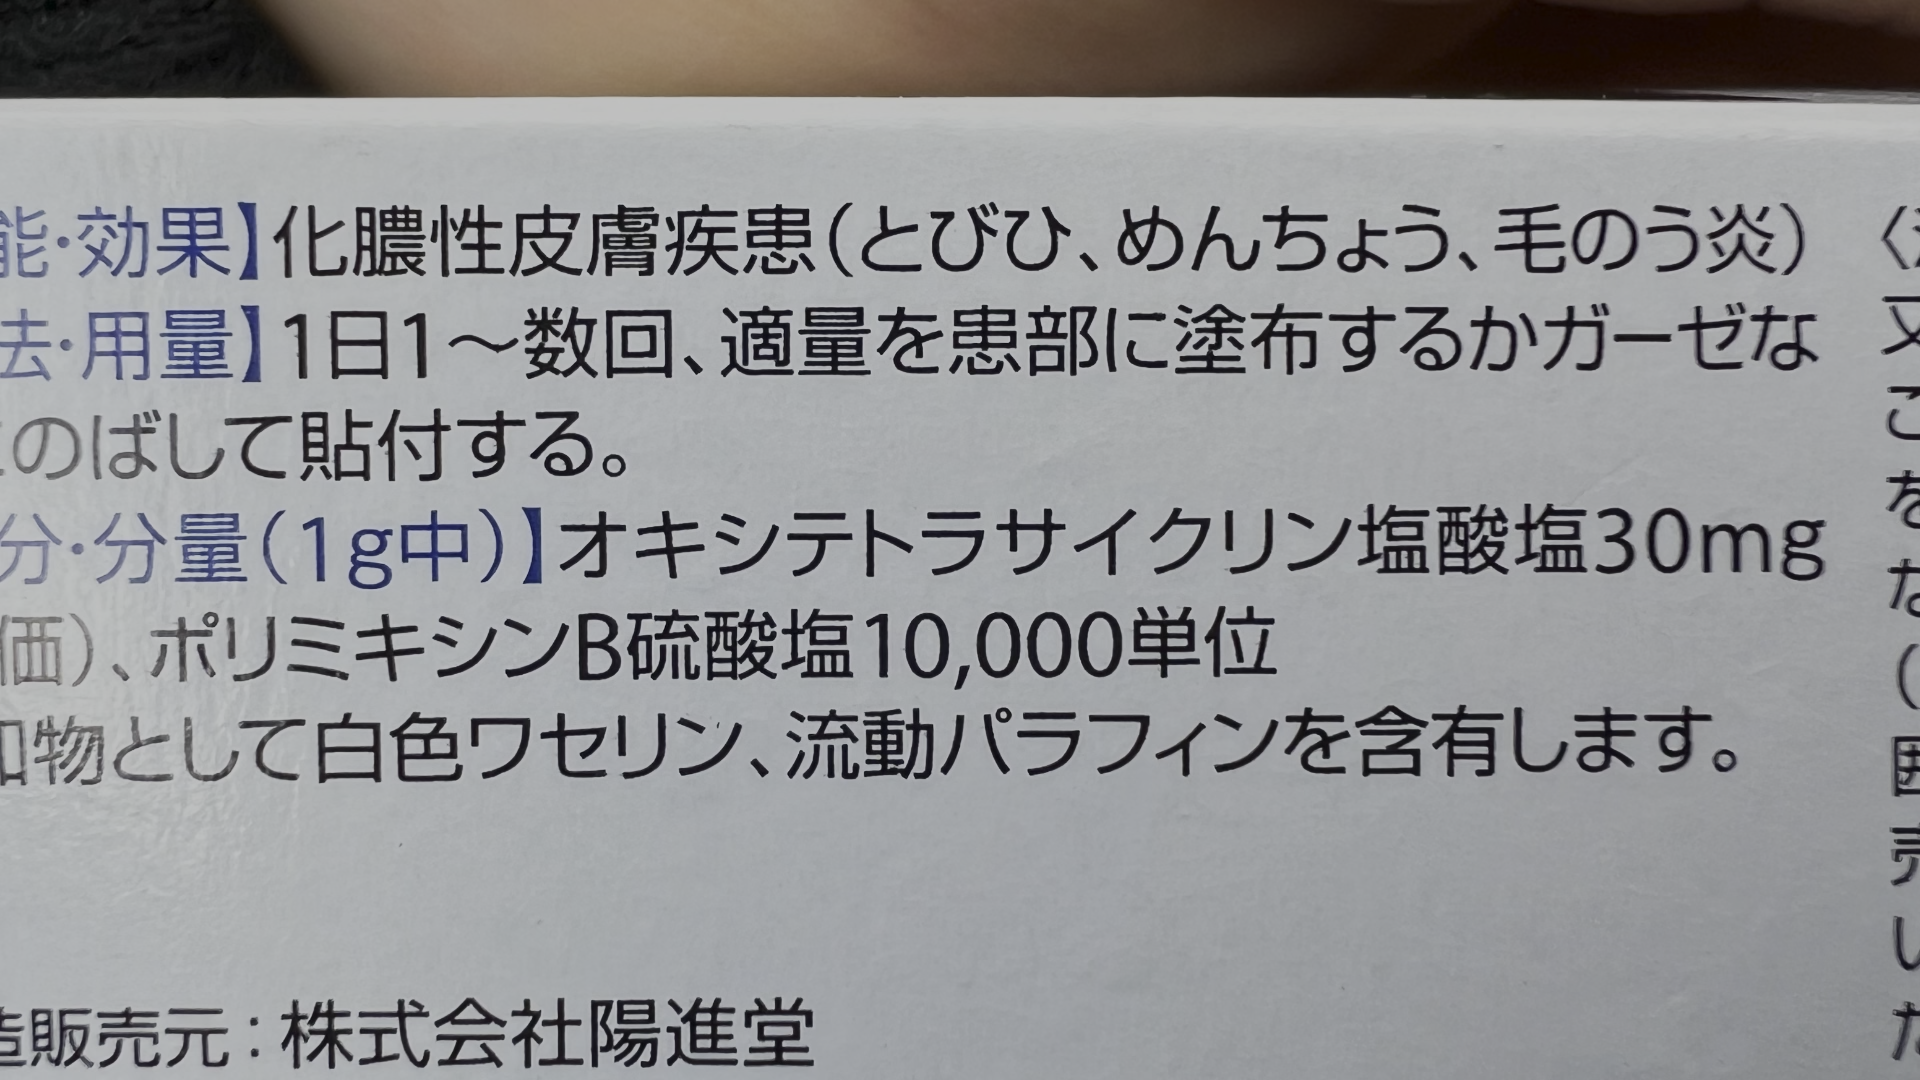 能·効果】化膿性皮膚疾患（とびひ、めんちょう、毛のう炎）
法·用量】1日1～数回、適量を患部に塗布するかガーゼな
のばして貼付する。
分·分量（1g中）】オキシテトラサイクリン塩酸塩30mg
価）、ポリミキシンB硫酸塩10,000単位
物として白色ワセリン、流動パラフィンを含有します。
造販売元：株式会社陽進堂